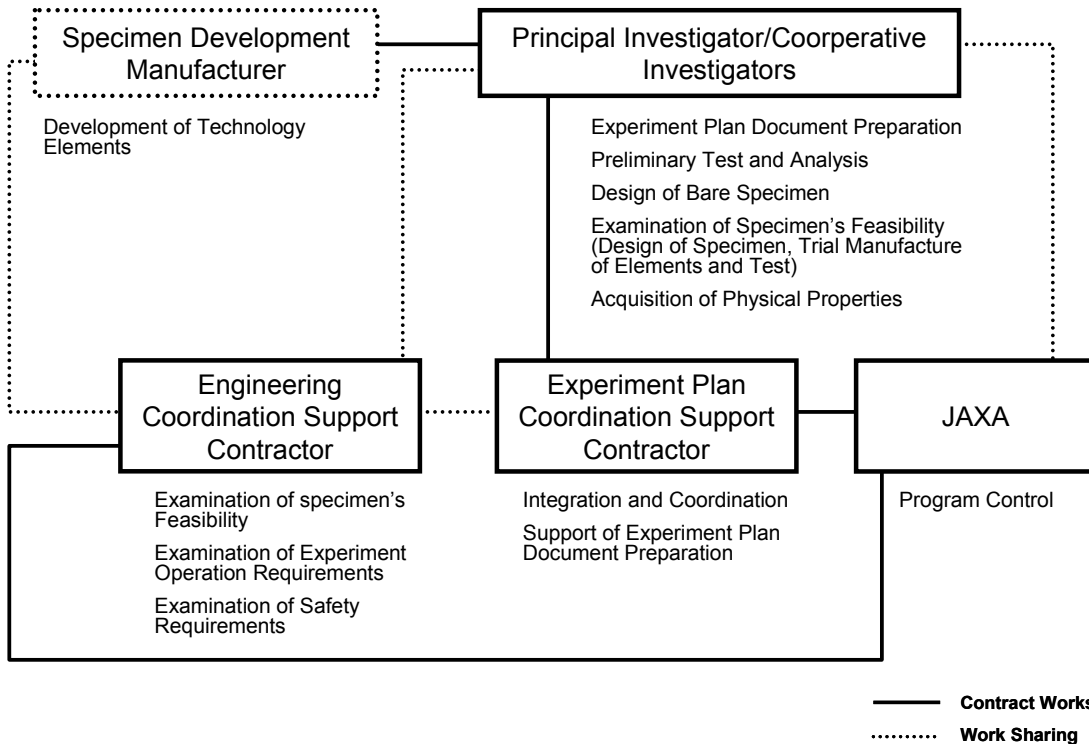 Specimen Development
Manufacturer
Principal Investigator/Coorperative
Investigators
Development of Technology
Elements
Experiment Plan Document Preparation
Preliminary Test and Analysis
Design of Bare Specimen
Examination of Specimen’s Feasibility
(Design of Specimen, Trial Manufacture
of Elements and Test)
Acquisition of Physical Properties
Engineering
Coordination Support
Contractor
Experiment Plan
Coordination Support
Contractor
JAXA
Examination of specimen’s
Feasibility
Examination of Experiment
Operation Requirements
Examination of Safety
Requirements
Integration and Coordination
Support of Experiment Plan
Document Preparation
Program Control
Contract Works
Work Sharing